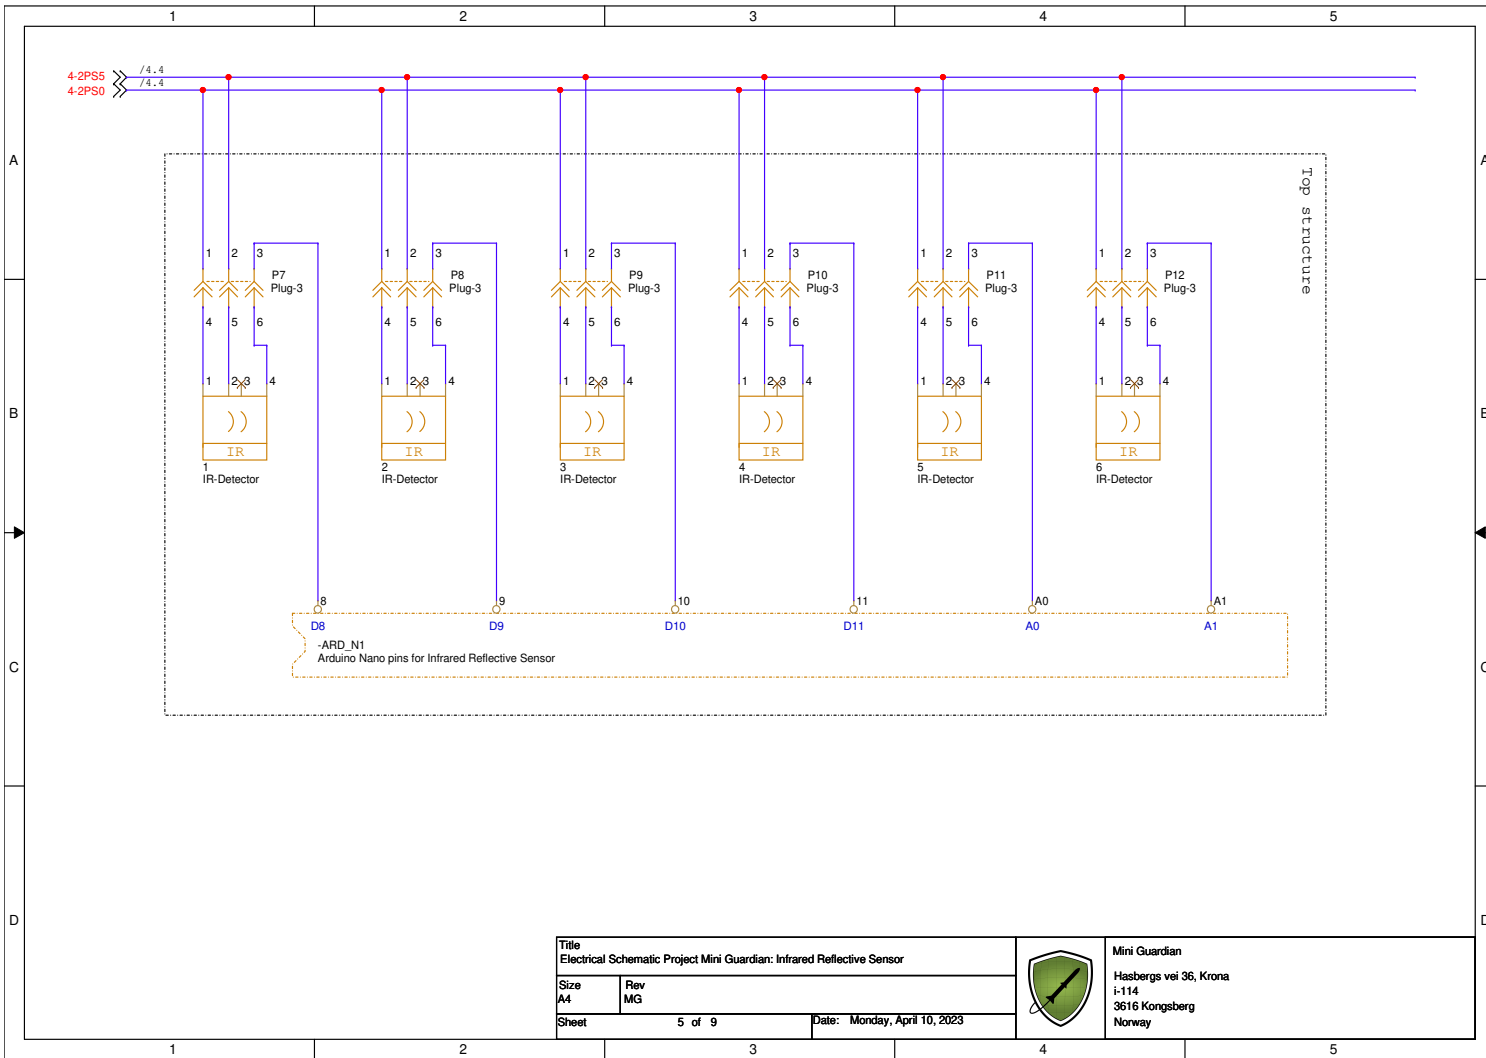 1 2 3 4 5
4-2PS5 /4.4
4-2PS0 /4.4
A A
Top structure
1 2 3 1 2 3 1 2 3 1 2 3 1 2 3 1 2 3
P7 P8 P9 P10 P11 P12
Plug-3 Plug-3 Plug-3 Plug-3 Plug-3 Plug-3
4 5 6 4 5 6 4 5 6 4 5 6 4 5 6 4 5 6
1 2 3 4 1 2 3 4 1 2 3 4 1 2 3 4 1 2 3 4 1 2 3 4
B B
IR IR IR IR IR IR
1 2 3 4 5 6
IR-Detector IR-Detector IR-Detector IR-Detector IR-Detector IR-Detector
8 9 10 11 A0 A1
D8 D9 D10 D11 A0 A1
-ARD_N1
Arduino Nano pins for Infrared Reflective Sensor
C C
D D
Title
Electrical Schematic Project Mini Guardian: Infrared Reflective Sensor
Size Rev
A4 MG
Sheet 5 of 9 Date: Monday, April 10, 2023
Mini Guardian
Hasbergs vei 36, Krona
i-114
3616 Kongsberg
Norway
1 2 3 4 5